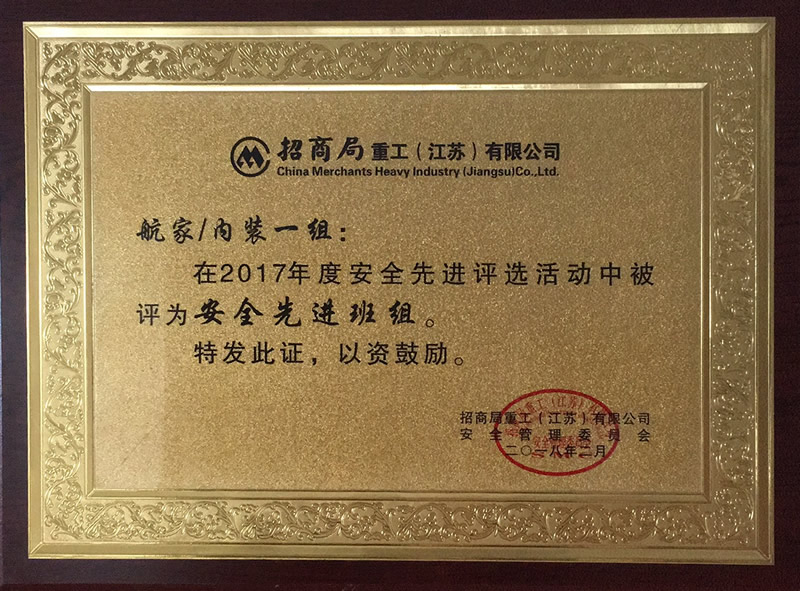 招商局重工（江苏）有限公司
China Merchants Heavy Industry (Jiangsu)Co.,Ltd.
航家/内装一组：
在2017年度安全先进评选活动中被
评为安全先进班组。
特发此证，以资鼓励。
招商局重工（江苏）有限公司
安全管理委员会
二〇一八年二月